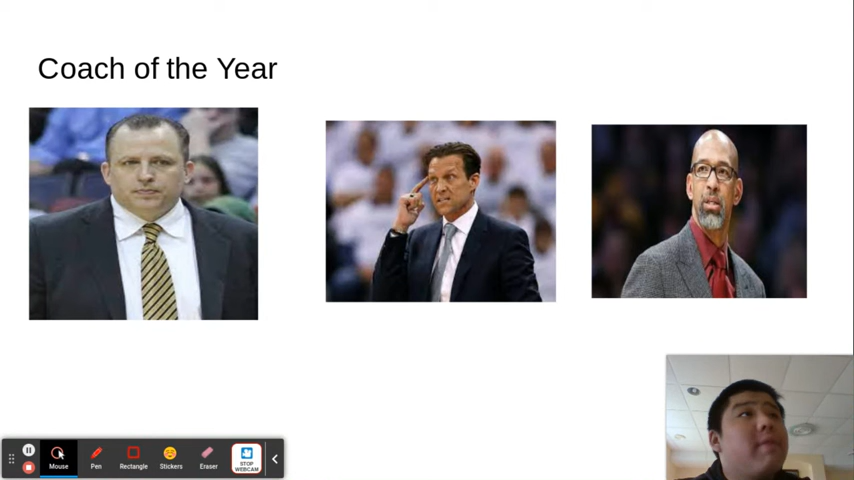 Coach of the Year
Mouse
Pen
Rectangle
Stickers
Eraser
STOP
WEBCAM